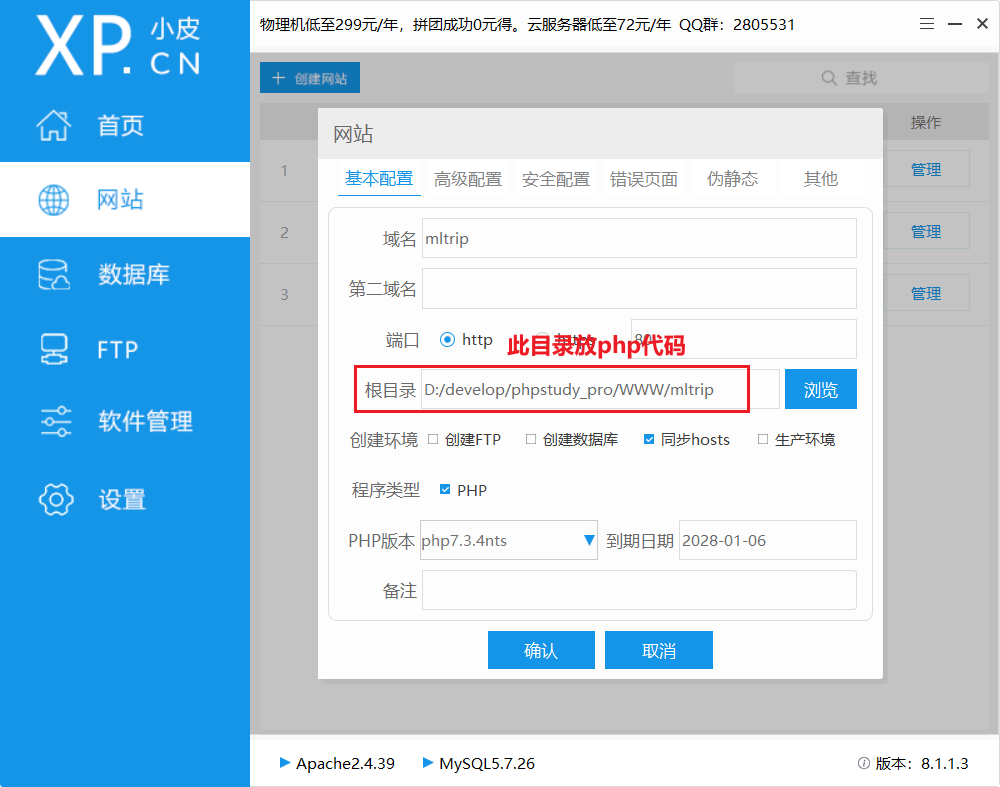 XP.CN 小皮
物理机低至299元/年，拼团成功0元得。云服务器低至72元/年 QQ群：2805531
首页
网站
数据库
FTP
软件管理
设置
创建网站
查找
操作
1 管理
2 管理
3 管理
网站
基本配置 高级配置 安全配置 错误页面 伪静态 其他
域名 mltrip
第二域名
端口 http https 80
此目录放php代码
根目录 D:/develop/phpstudy_pro/WWW/mltrip 浏览
创建环境 创建FTP 创建数据库 同步hosts 生产环境
程序类型 PHP
PHP版本 php7.3.4nts 到期日期 2028-01-06
备注
确认 取消
Apache2.4.39 MySQL5.7.26 版本：8.1.1.3